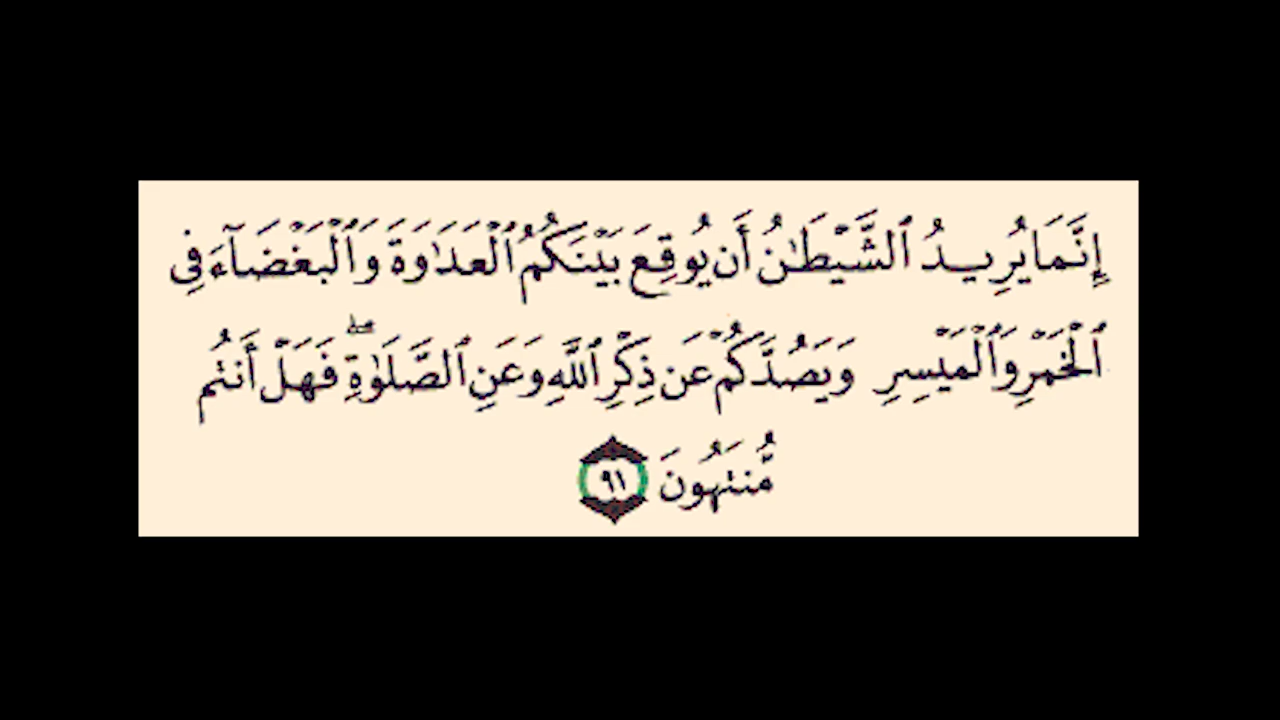 إِنَّمَا يُرِيدُ ٱلشَّيْطَٰنُ أَن يُوقِعَ بَيْنَكُمُ ٱلْعَدَٰوَةَ وَٱلْبَغْضَآءَ فِى
ٱلْخَمْرِ وَٱلْمَيْسِرِ وَيَصُدَّكُمْ عَن ذِكْرِ ٱللَّهِ وَعَنِ ٱلصَّلَوٰةِ ۖ فَهَلْ أَنتُم
مُّنتَهُونَ ٩١